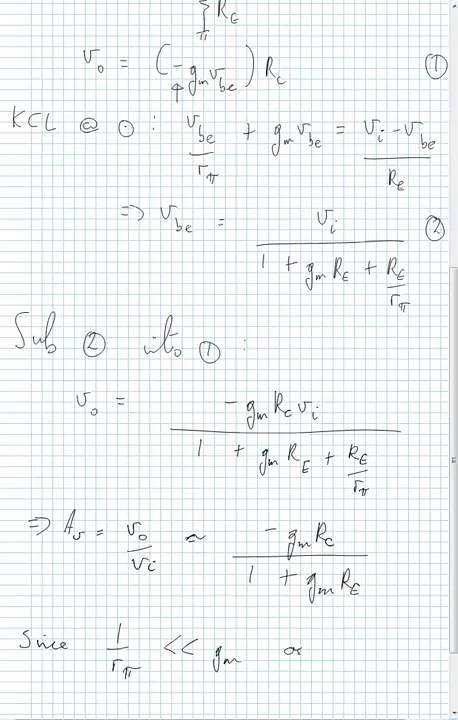 R_E
v_o = (-g_m v_be) R_c ①
KCL @ ⊙ : v_be/r_π + g_m v_be = (v_i - v_be)/R_E
=> v_be = v_i/(1 + g_m R_E + R_E/r_π) ②
Sub ② into ① :
v_o = -g_m R_c v_i/(1 + g_m R_E + R_E/r_π)
=> A_v = v_o/v_i ~ -g_m R_c/(1 + g_m R_E)
Since 1/r_π << g_m or